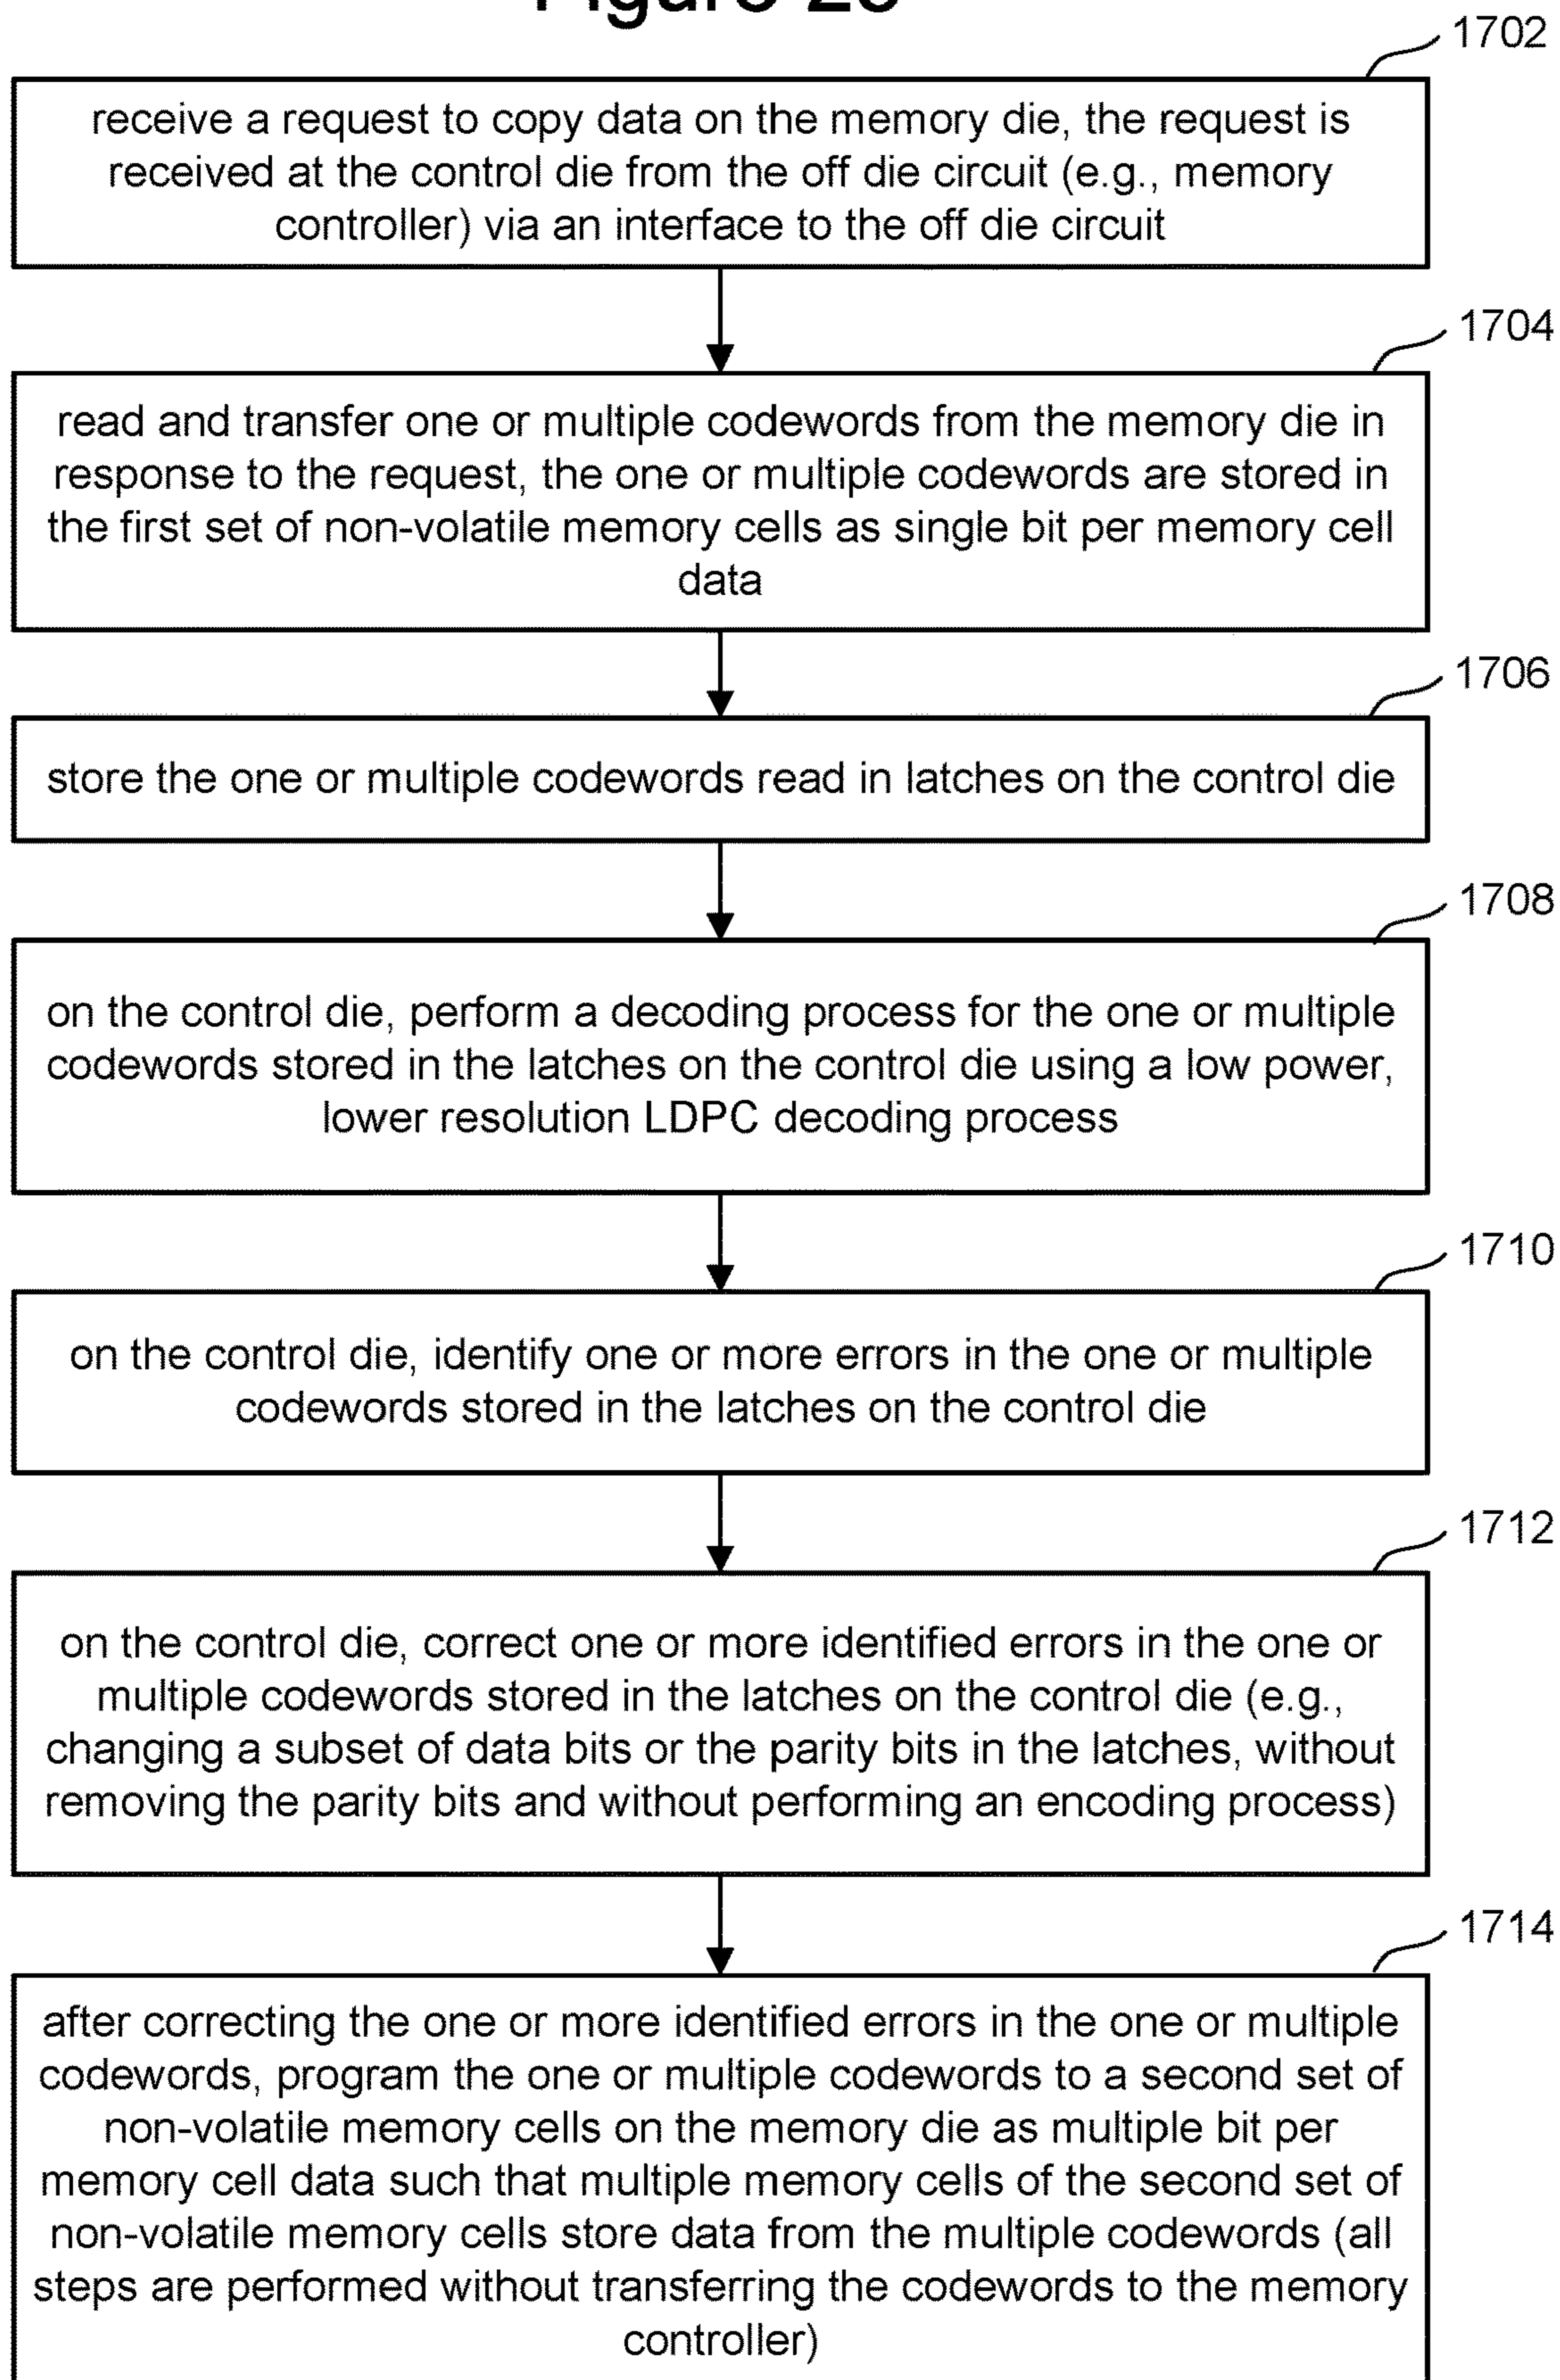 1702
receive a request to copy data on the memory die, the request is
received at the control die from the off die circuit (e.g., memory
controller) via an interface to the off die circuit
1704
read and transfer one or multiple codewords from the memory die in
response to the request, the one or multiple codewords are stored in
the first set of non-volatile memory cells as single bit per memory cell
data
1706
store the one or multiple codewords read in latches on the control die
1708
on the control die, perform a decoding process for the one or multiple
codewords stored in the latches on the control die using a low power,
lower resolution LDPC decoding process
1710
on the control die, identify one or more errors in the one or multiple
codewords stored in the latches on the control die
1712
on the control die, correct one or more identified errors in the one or
multiple codewords stored in the latches on the control die (e.g.,
changing a subset of data bits or the parity bits in the latches, without
removing the parity bits and without performing an encoding process)
1714
after correcting the one or more identified errors in the one or multiple
codewords, program the one or multiple codewords to a second set of
non-volatile memory cells on the memory die as multiple bit per
memory cell data such that multiple memory cells of the second set of
non-volatile memory cells store data from the multiple codewords (all
steps are performed without transferring the codewords to the memory
controller)